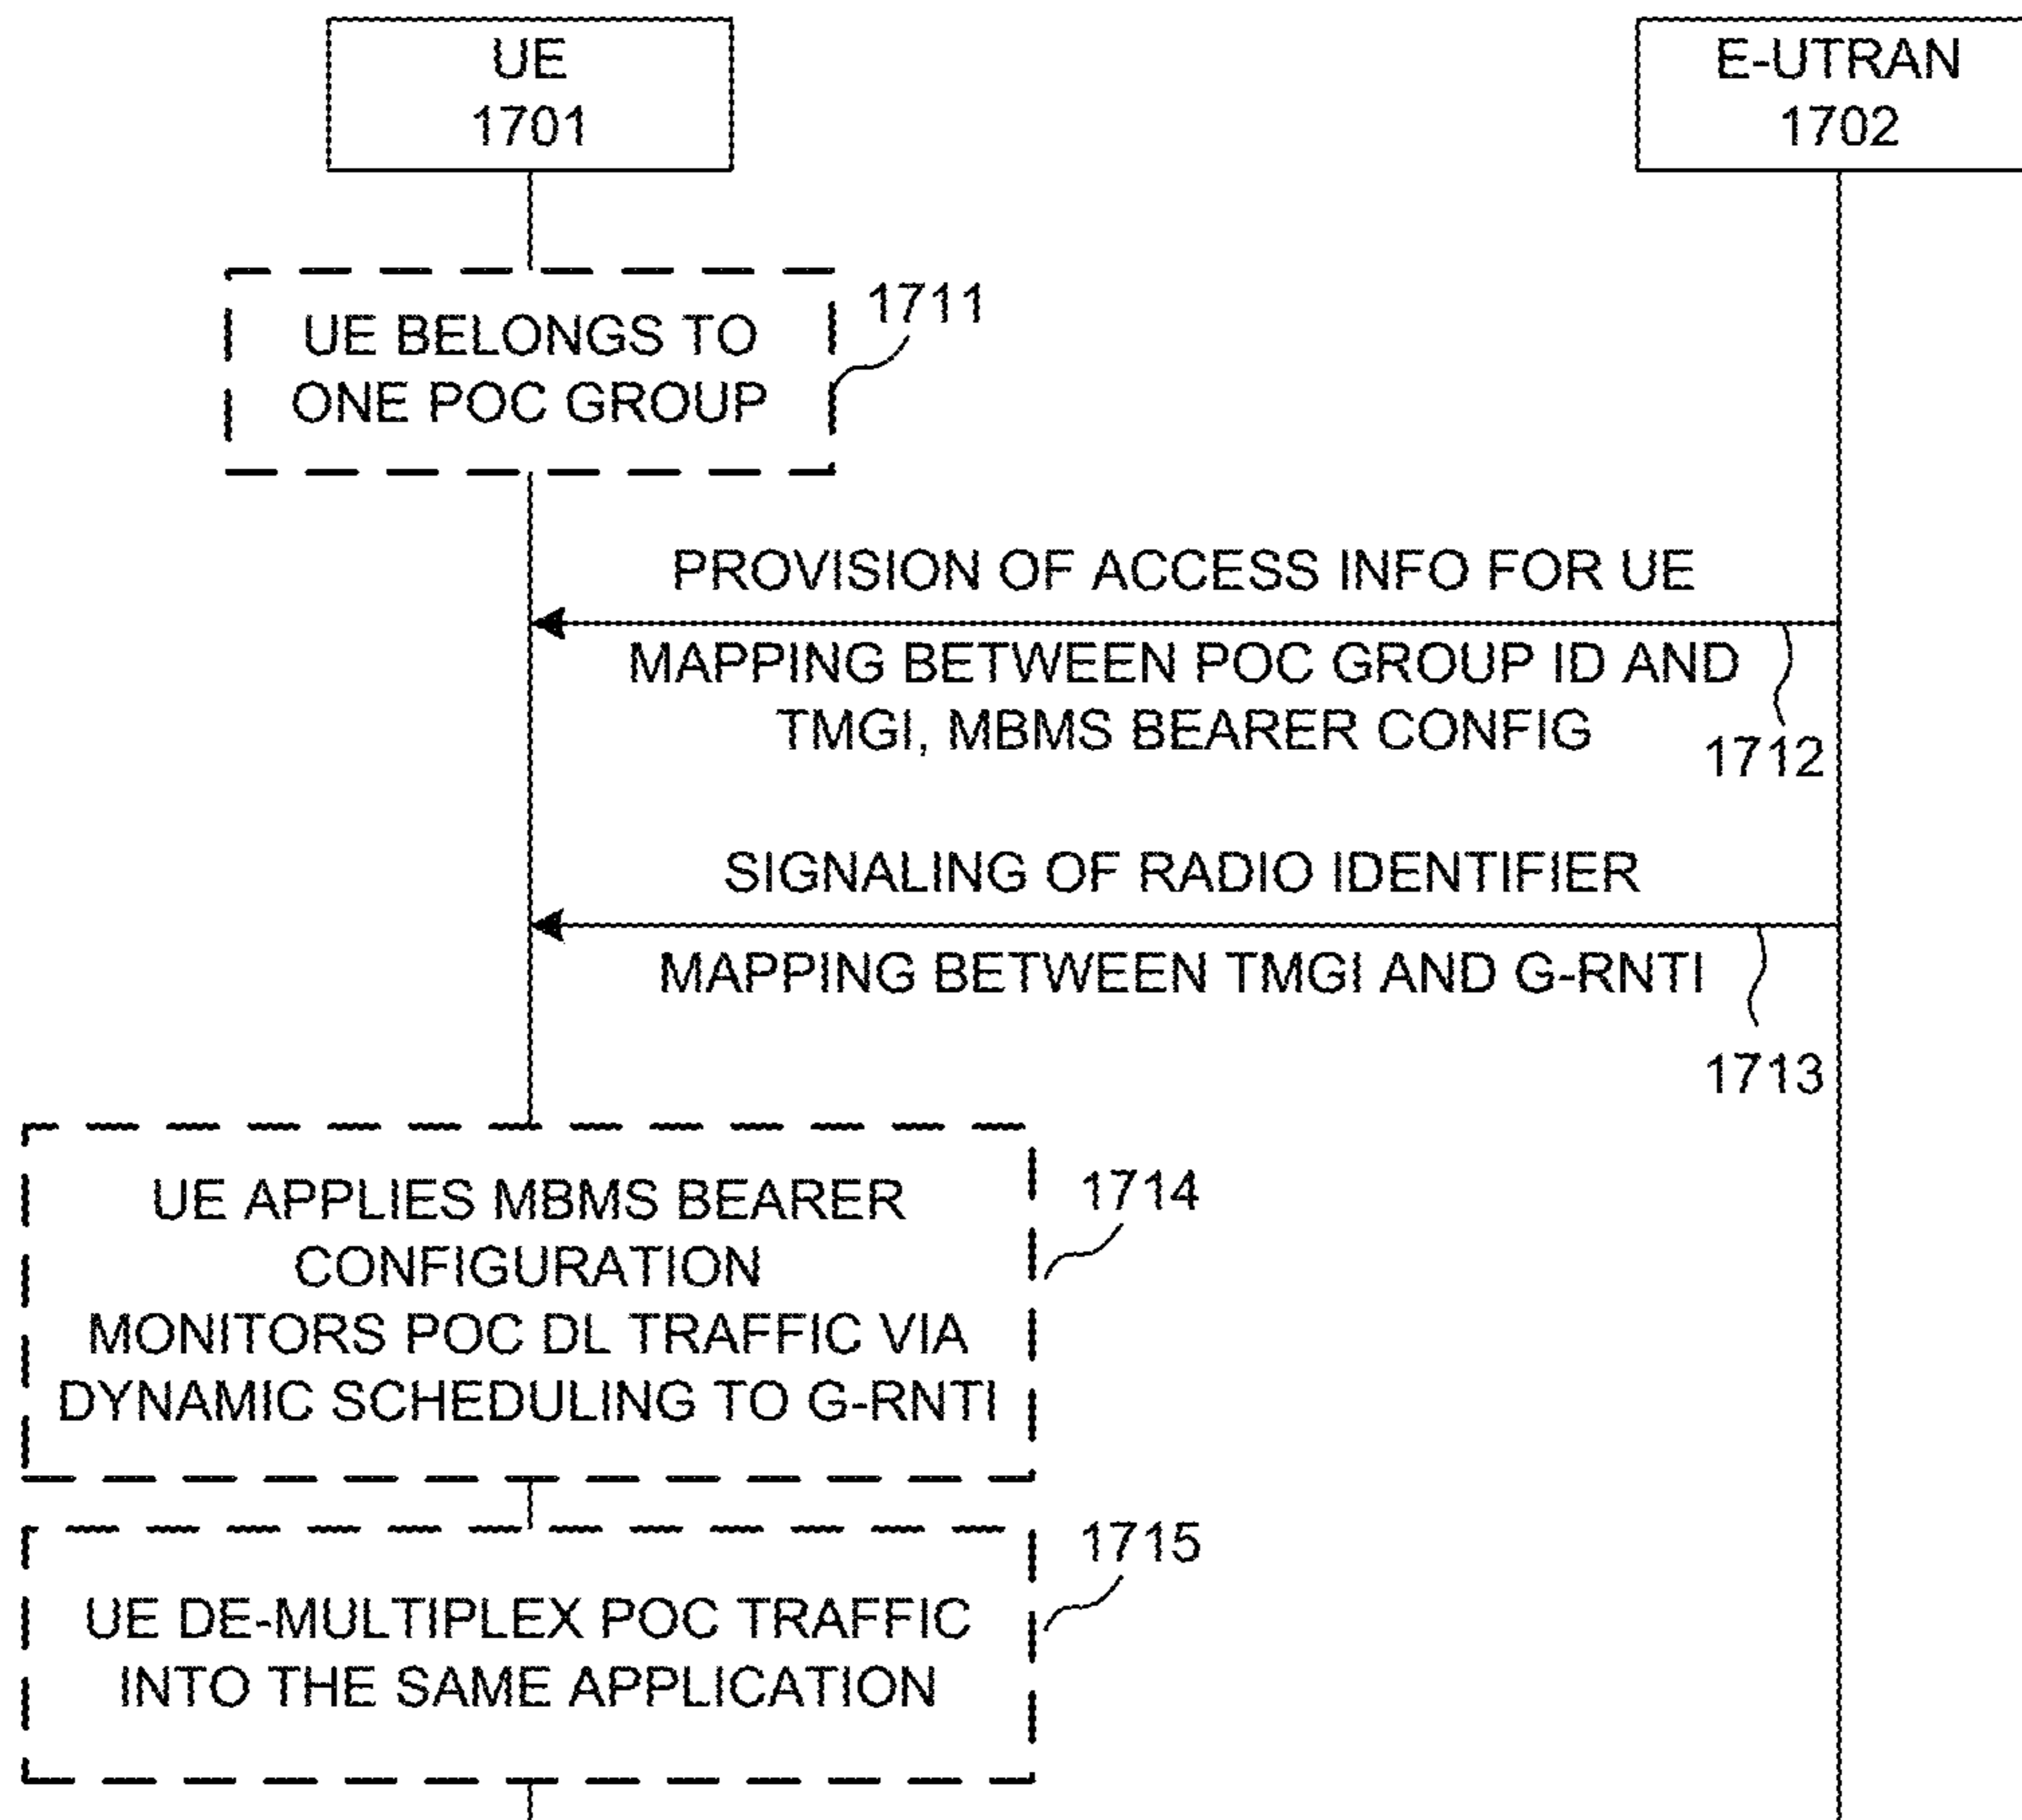 UE
1701
E-UTRAN
1702
UE BELONGS TO
ONE POC GROUP
1711
PROVISION OF ACCESS INFO FOR UE
MAPPING BETWEEN POC GROUP ID AND
TMGI, MBMS BEARER CONFIG
1712
SIGNALING OF RADIO IDENTIFIER
MAPPING BETWEEN TMGI AND G-RNTI
1713
UE APPLIES MBMS BEARER
CONFIGURATION
MONITORS POC DL TRAFFIC VIA
DYNAMIC SCHEDULING TO G-RNTI
1714
UE DE-MULTIPLEX POC TRAFFIC
INTO THE SAME APPLICATION
1715